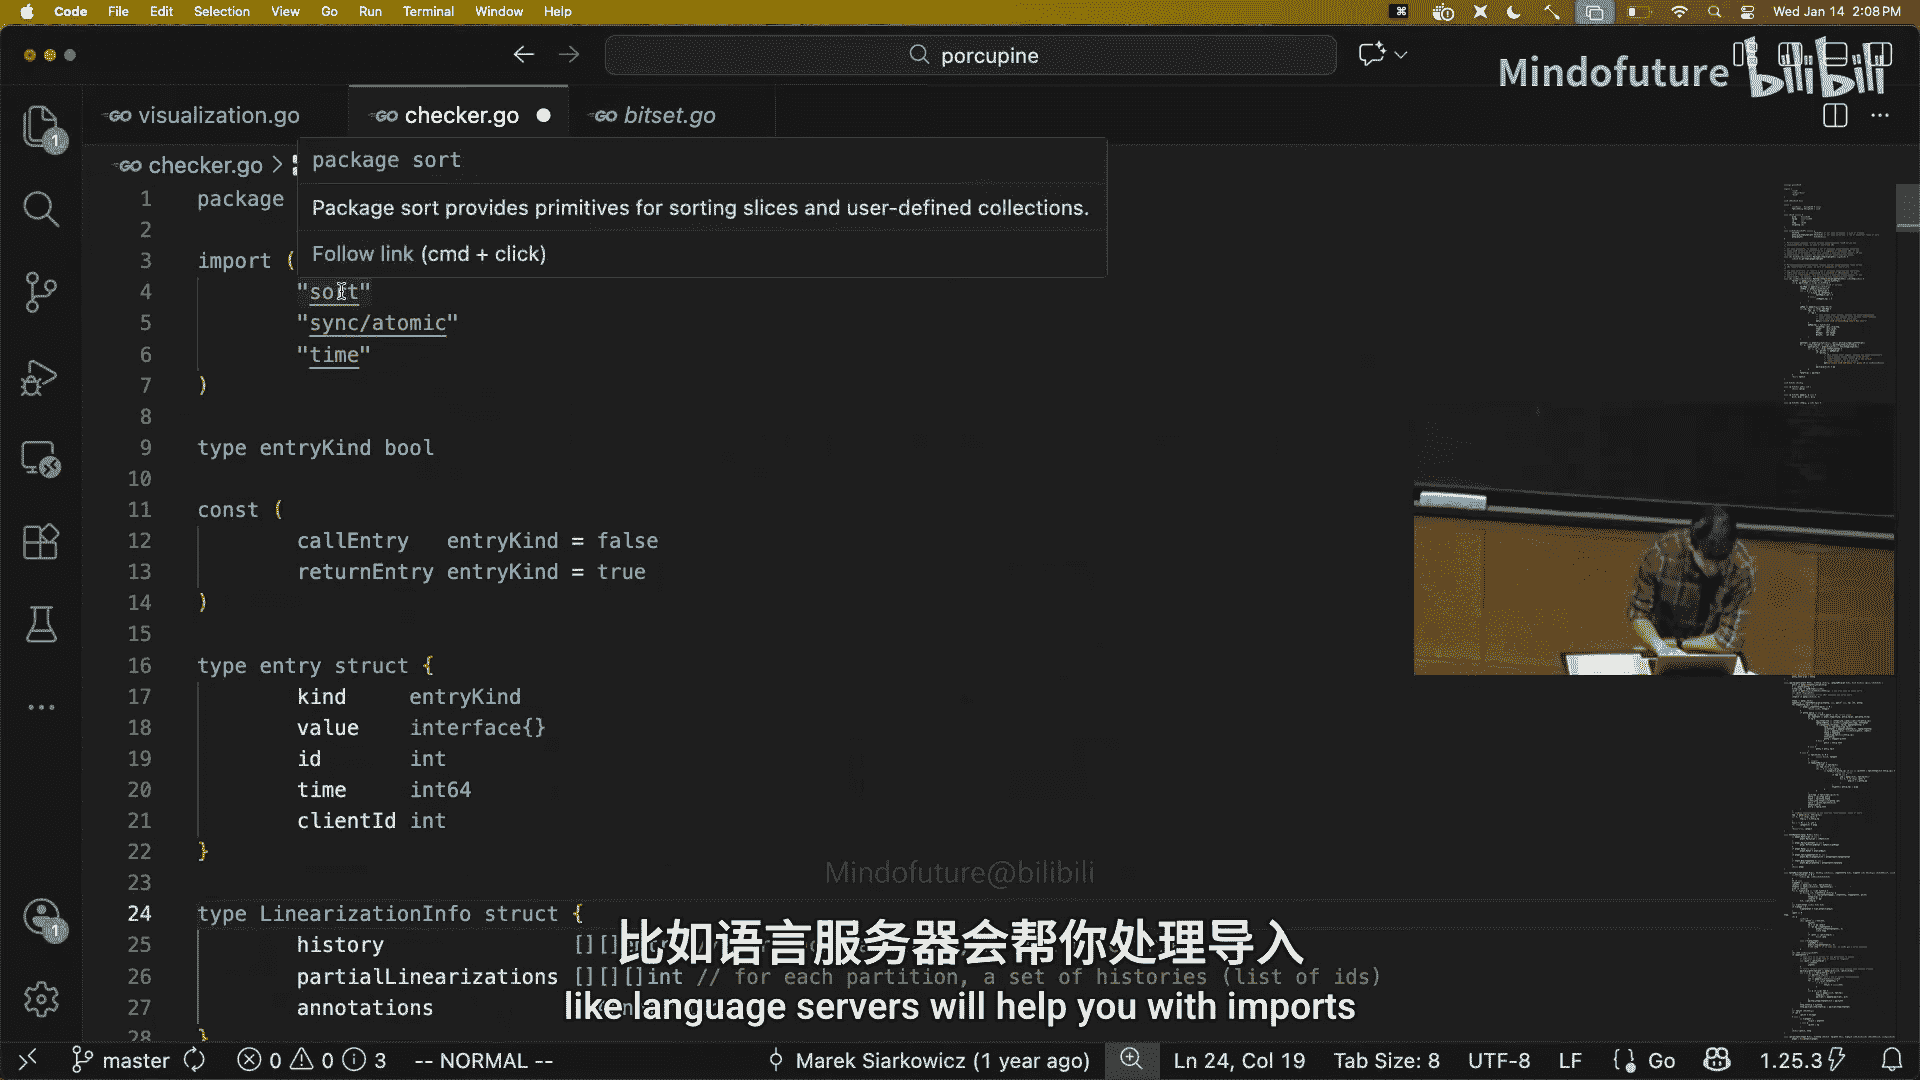 Code File Edit Selection View Go Run Terminal Window Help
Wed Jan 14 2:08 PM
porcupine
Mindofuture bilibili
visualization.go
checker.go
bitset.go
checker.go >
package sort
Package sort provides primitives for sorting slices and user-defined collections.
Follow link (cmd + click)
1 package
2
3 import (
4 "sort"
5 "sync/atomic"
6 "time"
7 )
8
9 type entryKind bool
10
11 const (
12 callEntry entryKind = false
13 returnEntry entryKind = true
14 )
15
16 type entry struct {
17 kind entryKind
18 value interface{}
19 id int
20 time int64
21 clientId int
22 }
23
Mindofuture@bilibili
24 type LinearizationInfo struct {
25 history [][]
比如语言服务器会帮你处理导入
26 partialLinearizations [][][]int // for each partition, a set of histories (list of ids)
27 annotations
like language servers will help you with imports
28 }
1
1
master 0 0 3 -- NORMAL --
Marek Siarkowicz (1 year ago) Ln 24, Col 19 Tab Size: 8 UTF-8 LF {} Go 1.25.3